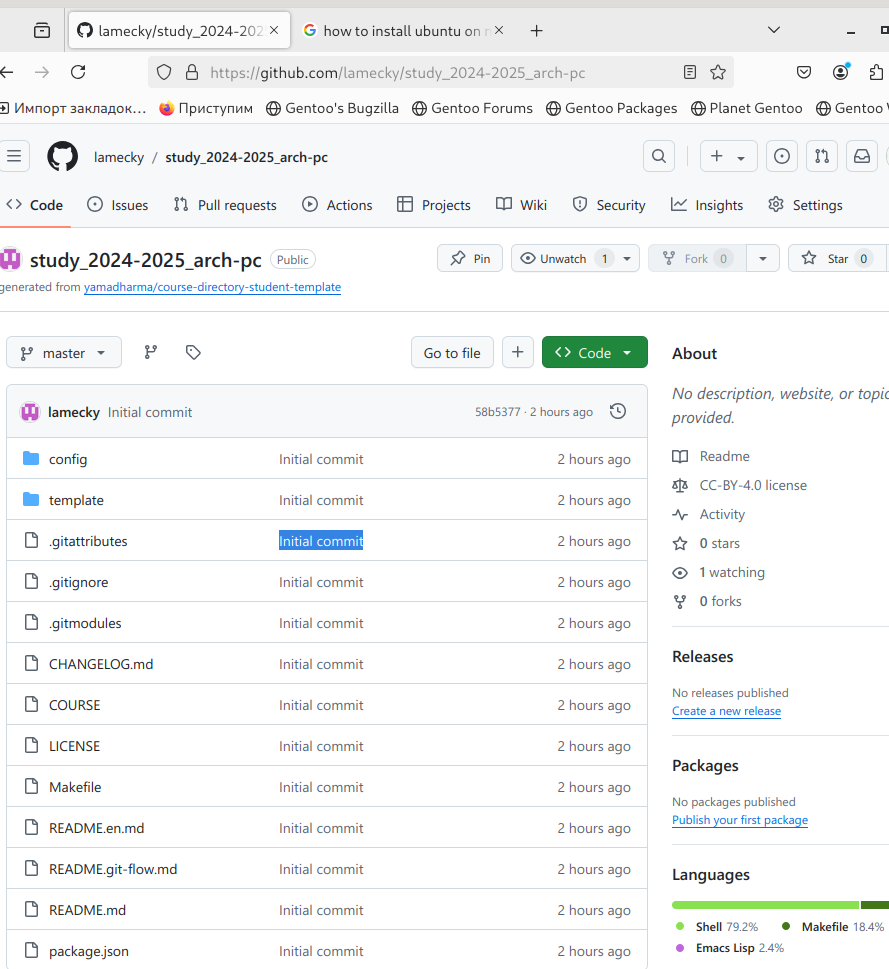 lamecky/study_2024-202
how to install ubuntu on
https://github.com/lamecky/study_2024-2025_arch-pc
Импорт закладок… Приступим Gentoo's Bugzilla Gentoo Forums Gentoo Packages Planet Gentoo Gentoo
lamecky / study_2024-2025_arch-pc
Code Issues Pull requests Actions Projects Wiki Security Insights Settings
study_2024-2025_arch-pc Public
Pin Unwatch 1 Fork 0 Star 0
generated from yamadharma/course-directory-student-template
master Go to file Code
lamecky Initial commit 58b5377 · 2 hours ago
config Initial commit 2 hours ago
template Initial commit 2 hours ago
.gitattributes Initial commit 2 hours ago
.gitignore Initial commit 2 hours ago
.gitmodules Initial commit 2 hours ago
CHANGELOG.md Initial commit 2 hours ago
COURSE Initial commit 2 hours ago
LICENSE Initial commit 2 hours ago
Makefile Initial commit 2 hours ago
README.en.md Initial commit 2 hours ago
README.git-flow.md Initial commit 2 hours ago
README.md Initial commit 2 hours ago
package.json Initial commit 2 hours ago
About
No description, website, or topic
provided.
Readme
CC-BY-4.0 license
Activity
0 stars
1 watching
0 forks
Releases
No releases published
Create a new release
Packages
No packages published
Publish your first package
Languages
Shell 79.2% Makefile 18.4%
Emacs Lisp 2.4%